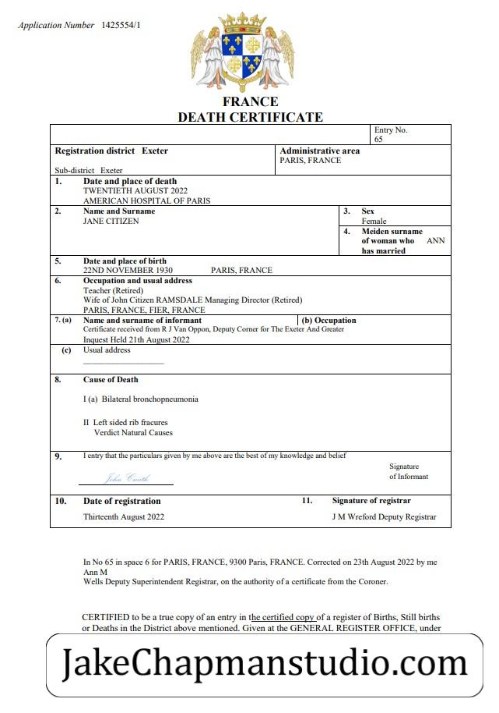 Application Number 1425554/1
FRANCE
DEATH CERTIFICATE
Entry No.
65
Registration district Exeter
Administrative area
PARIS, FRANCE
Sub-district Exeter
1. Date and place of death
TWENTIETH AUGUST 2022
AMERICAN HOSPITAL OF PARIS
2. Name and Surname
JANE CITIZEN
3. Sex
Female
4. Meiden surname
of woman who ANN
has married
5. Date and place of birth
22ND NOVEMBER 1930 PARIS, FRANCE
6. Occupation and usual address
Teacher (Retired)
Wife of John Citizen RAMSDALE Managing Director (Retired)
PARIS, FRANCE, FIER, FRANCE
7. (a) Name and surname of informant (b) Occupation
Certificate received from R J Van Oppon, Deputy Corner for The Exeter And Greater
Inquest Held 21th August 2022
(c) Usual address
8. Cause of Death
I (a) Bilateral bronchopneumonia
II Left sided rib fracures
Verdict Natural Causes
9. I entry that the particulars given by me above are the best of my knowledge and belief
John Smith
Signature
of Informant
10. Date of registration
11. Signature of registrar
Thirteenth August 2022
J M Wreford Deputy Registrar
In No 65 in space 6 for PARIS, FRANCE, 9300 Paris, FRANCE. Corrected on 23th August 2022 by me
Ann M
Wells Deputy Superintendent Registrar, on the authority of a certificate from the Coroner.
CERTIFIED to be a true copy of an entry in the certified copy of a register of Births, Still births
or Deaths in the District above mentioned. Given at the GENERAL REGISTER OFFICE, under
JakeChapmanstudio.com